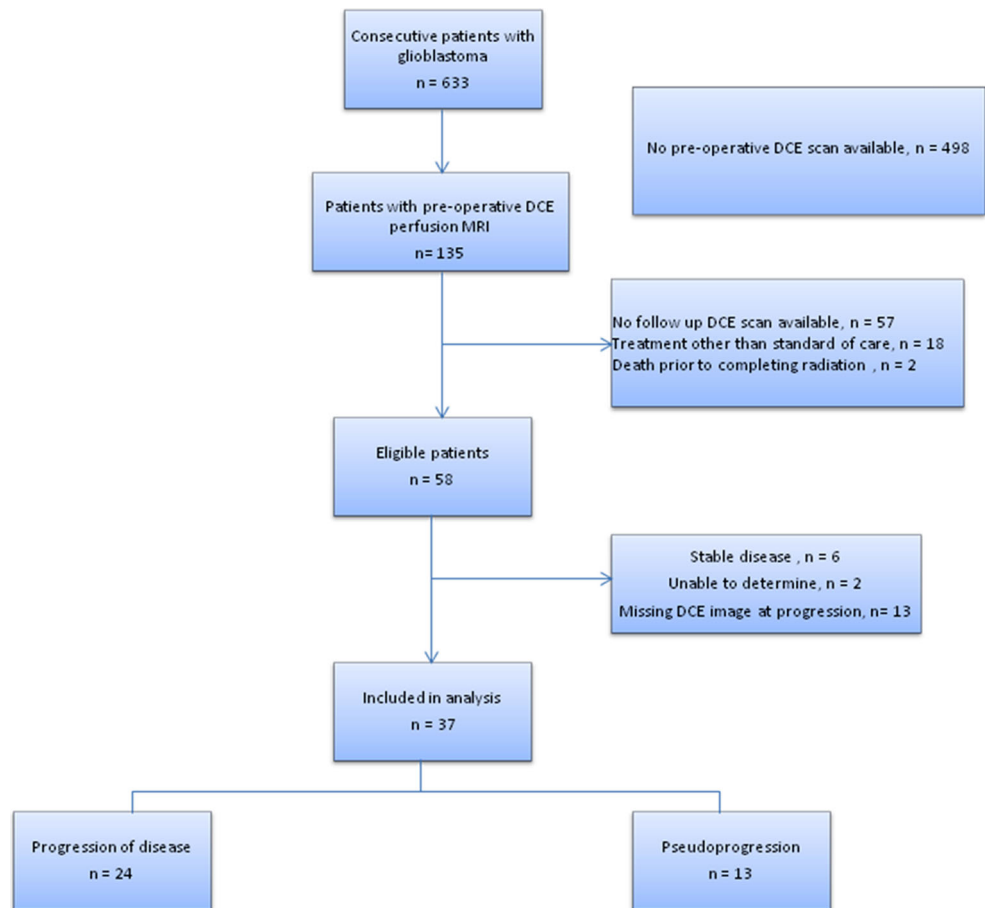 Consecutive patients with
glioblastoma
n = 633
No pre-operative DCE scan available, n = 498
Patients with pre-operative DCE
perfusion MRI
n= 135
No follow up DCE scan available, n = 57
Treatment other than standard of care, n = 18
Death prior to completing radiation , n = 2
Eligible patients
n = 58
Stable disease , n = 6
Unable to determine, n = 2
Missing DCE image at progression, n= 13
Included in analysis
n = 37
Progression of disease
n = 24
Pseudoprogression
n = 13